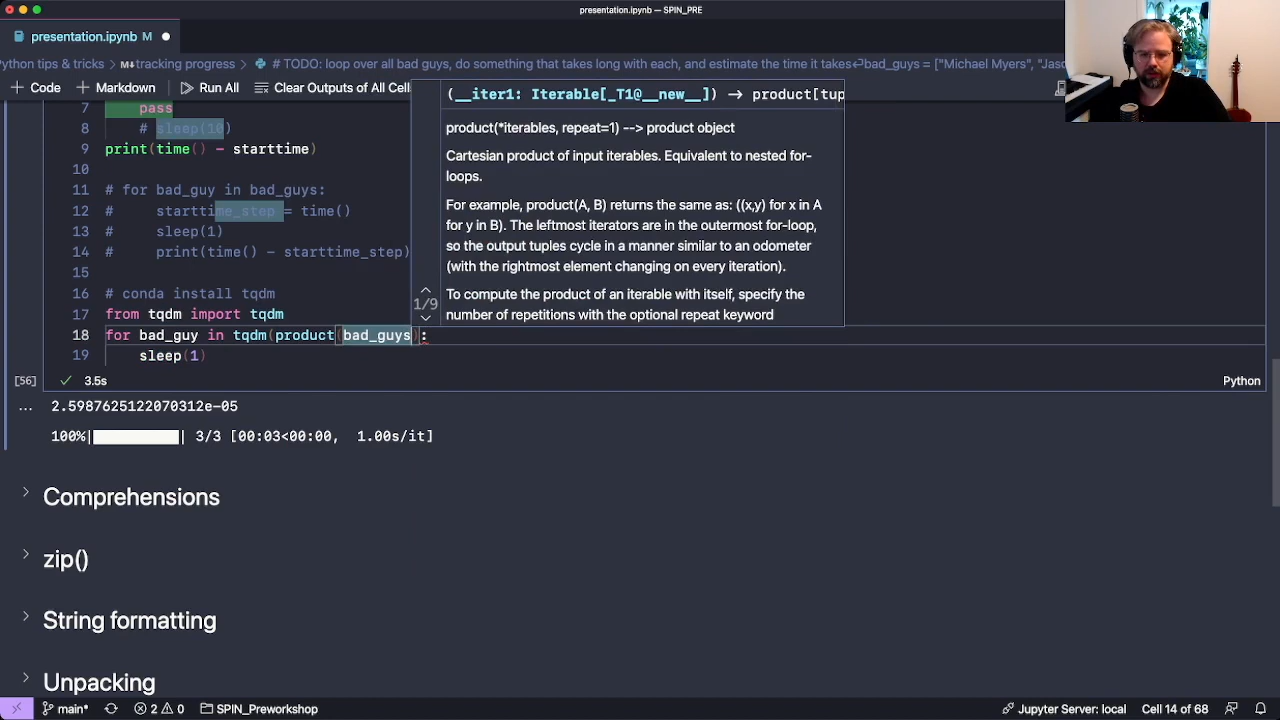 presentation.ipynb — SPIN_PRE
presentation.ipynb M
ython tips & tricks > M↓tracking progress > # TODO: loop over all bad guys, do something that takes long with each, and estimate the time it takes↩bad_guys = ["Michael Myers", "Jas
+ Code + Markdown Run All Clear Outputs of All Cells
(__iter1: Iterable[_T1@__new__]) → product[tup
product(*iterables, repeat=1) --> product object
Cartesian product of input iterables. Equivalent to nested for-
loops.
For example, product(A, B) returns the same as: ((x,y) for x in A
for y in B). The leftmost iterators are in the outermost for-loop,
so the output tuples cycle in a manner similar to an odometer
(with the rightmost element changing on every iteration).
To compute the product of an iterable with itself, specify the
number of repetitions with the optional repeat keyword
1/9
7 pass
8 # sleep(10)
9 print(time() - starttime)
10
11 # for bad_guy in bad_guys:
12 # starttime_step = time()
13 # sleep(1)
14 # print(time() - starttime_step)
15
16 # conda install tqdm
17 from tqdm import tqdm
18 for bad_guy in tqdm(product(bad_guys):
19 sleep(1)
[56] ✓ 3.5s Python
... 2.5987625122070312e-05
100%| | 3/3 [00:03<00:00, 1.00s/it]
> Comprehensions
> zip()
> String formatting
> Unpacking
main* 2 0 SPIN_Preworkshop Jupyter Server: local Cell 14 of 68